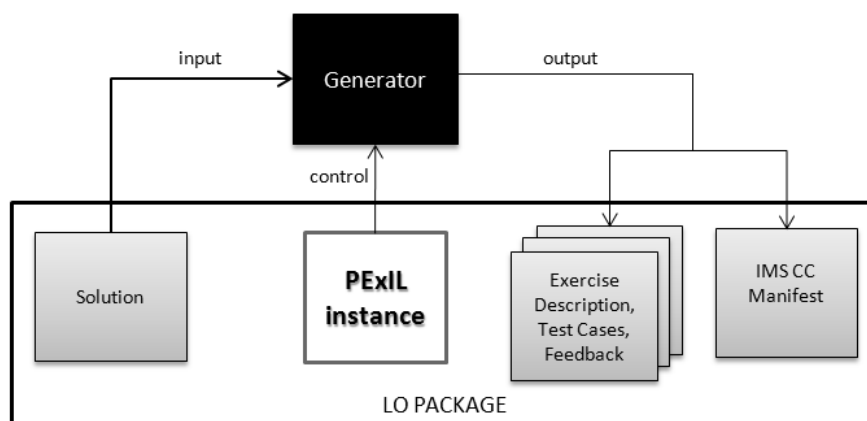 input
Generator
output
control
Solution
PExIL
instance
Exercise
Description,
Test Cases,
Feedback
IMS CC
Manifest
LO PACKAGE